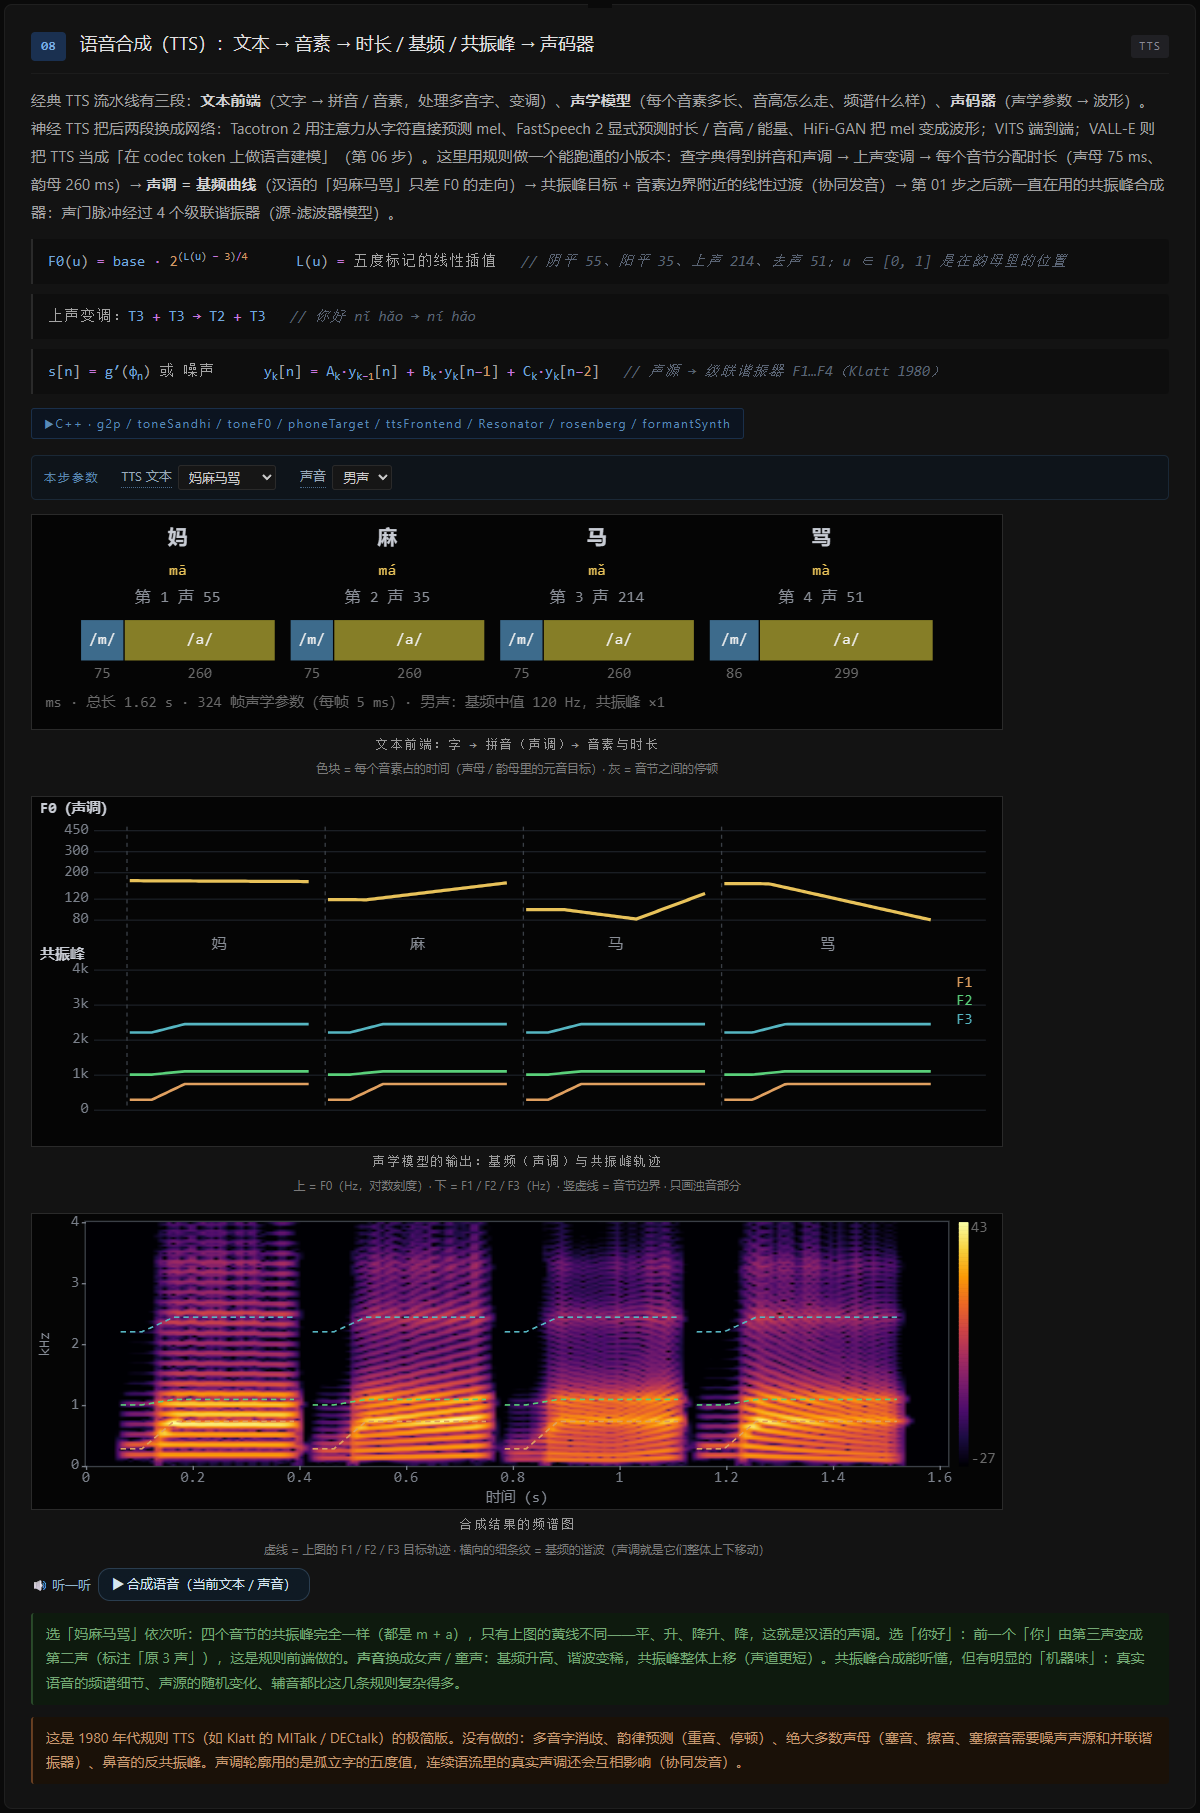 08 语音合成（TTS）：文本 → 音素 → 时长 / 基频 / 共振峰 → 声码器 TTS
经典 TTS 流水线有三段：文本前端（文字 → 拼音 / 音素，处理多音字、变调）、声学模型（每个音素多长、音高怎么走、频谱什么样）、声码器（声学参数 → 波形）。
神经 TTS 把后两段换成网络：Tacotron 2 用注意力从字符直接预测 mel、FastSpeech 2 显式预测时长 / 音高 / 能量、HiFi-GAN 把 mel 变成波形；VITS 端到端；VALL-E 则
把 TTS 当成「在 codec token 上做语言建模」（第 06 步）。这里用规则做一个能跑通的小版本：查字典得到拼音和声调 → 上声变调 → 每个音节分配时长（声母 75 ms、
韵母 260 ms）→ 声调 = 基频曲线（汉语的「妈麻马骂」只差 F0 的走向）→ 共振峰目标 + 音素边界附近的线性过渡（协同发音）→ 第 01 步之后就一直在用的共振峰合成
器：声门脉冲经过 4 个级联谐振器（源-滤波器模型）。
F0(u) = base · 2^(L(u) − 3)/4 L(u) = 五度标记的线性插值 // 阴平 55、阳平 35、上声 214、去声 51；u ∈ [0, 1] 是在韵母里的位置
上声变调：T3 + T3 → T2 + T3 // 你好 nǐ hǎo → ní hǎo
s[n] = g′(ϕn) 或 噪声 yk[n] = Ak·yk−1[n] + Bk·yk[n−1] + Ck·yk[n−2] // 声源 → 级联谐振器 F1…F4（Klatt 1980）
▶C++ · g2p / toneSandhi / toneF0 / phoneTarget / ttsFrontend / Resonator / rosenberg / formantSynth
本步参数 TTS 文本 妈麻马骂 声音 男声
妈 麻 马 骂
mā má mǎ mà
第 1 声 55 第 2 声 35 第 3 声 214 第 4 声 51
/m/ /a/ /m/ /a/ /m/ /a/ /m/ /a/
75 260 75 260 75 260 86 299
ms · 总长 1.62 s · 324 帧声学参数（每帧 5 ms）· 男声：基频中值 120 Hz，共振峰 ×1
文本前端：字 → 拼音（声调）→ 音素与时长
色块 = 每个音素占的时间（声母 / 韵母里的元音目标）· 灰 = 音节之间的停顿
F0（声调）
450
300
200
120
80
妈 麻 马 骂
共振峰
4k
F1
3k F2
F3
2k
1k
0
声学模型的输出：基频（声调）与共振峰轨迹
上 = F0（Hz，对数刻度）· 下 = F1 / F2 / F3（Hz）· 竖虚线 = 音节边界 · 只画浊音部分
4 43
3
2
kHz
1
0 -27
0 0.2 0.4 0.6 0.8 1 1.2 1.4 1.6
时间 (s)
合成结果的频谱图
虚线 = 上图的 F1 / F2 / F3 目标轨迹 · 横向的细条纹 = 基频的谐波（声调就是它们整体上下移动）
听一听 ▶ 合成语音（当前文本 / 声音）
选「妈麻马骂」依次听：四个音节的共振峰完全一样（都是 m + a），只有上图的黄线不同——平、升、降升、降，这就是汉语的声调。选「你好」：前一个「你」由第三声变成
第二声（标注「原 3 声」），这是规则前端做的。声音换成女声 / 童声：基频升高、谐波变稀，共振峰整体上移（声道更短）。共振峰合成能听懂，但有明显的「机器味」：真实
语音的频谱细节、声源的随机变化、辅音都比这几条规则复杂得多。
这是 1980 年代规则 TTS（如 Klatt 的 MITalk / DECtalk）的极简版。没有做的：多音字消歧、韵律预测（重音、停顿）、绝大多数声母（塞音、擦音、塞擦音需要噪声声源和并联谐
振器）、鼻音的反共振峰。声调轮廓用的是孤立字的五度值，连续语流里的真实声调还会互相影响（协同发音）。